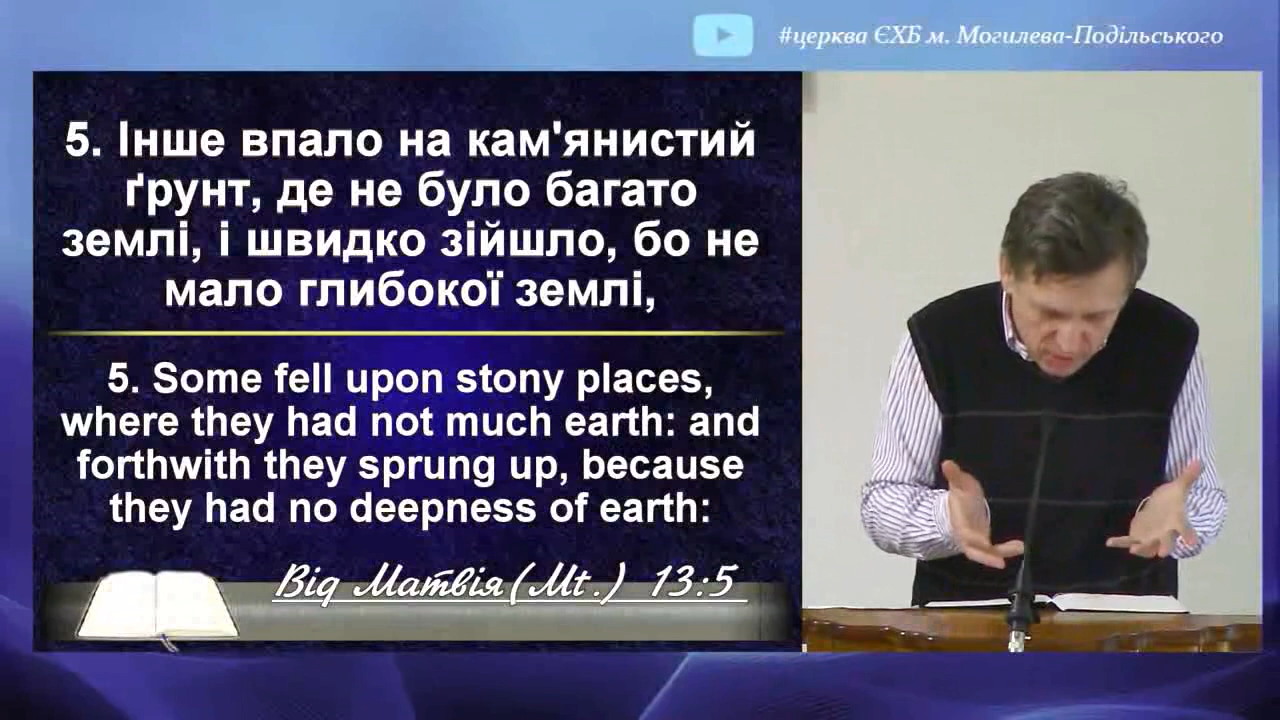 #церква ЄХБ м. Могилева-Подільського
5. Інше впало на кам'янистий
ґрунт, де не було багато
землі, і швидко зійшло, бо не
мало глибокої землі,
5. Some fell upon stony places,
where they had not much earth: and
forthwith they sprung up, because
they had no deepness of earth:
Від Матвія(Mt.) 13:5